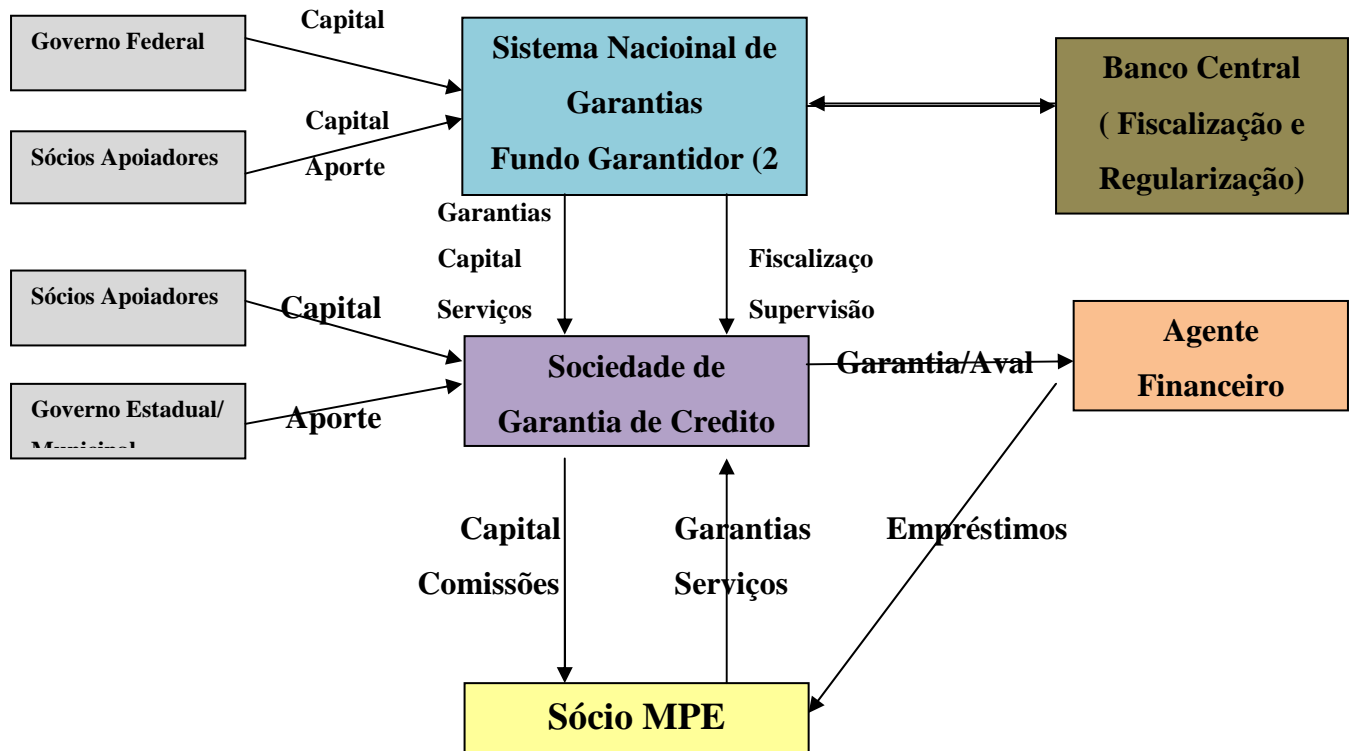 Capital
Governo Federal
Sistema Nacioinal de
Garantias
Fundo Garantidor (2
Banco Central
( Fiscalização e
Regularização)
Capital
Aporte
Sócios Apoiadores
Garantias
Capital
Serviços
Fiscalizaço
Supervisão
Sócios Apoiadores
Capital
Governo Estadual/
Municipal
Aporte
Sociedade de
Garantia de Credito
Garantia/Aval
Agente
Financeiro
Capital
Comissões
Garantias
Serviços
Empréstimos
Sócio MPE